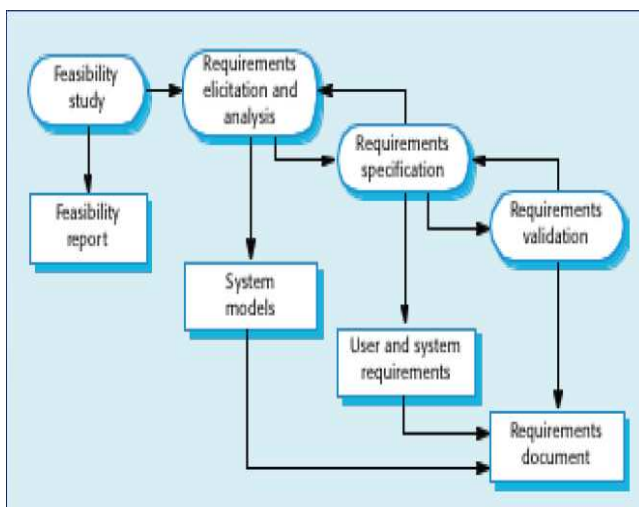 Feasibility
study
Requirements
elicitation and
analysis
Requirements
specification
Requirements
validation
Feasibility
report
System
models
User and system
requirements
Requirements
document